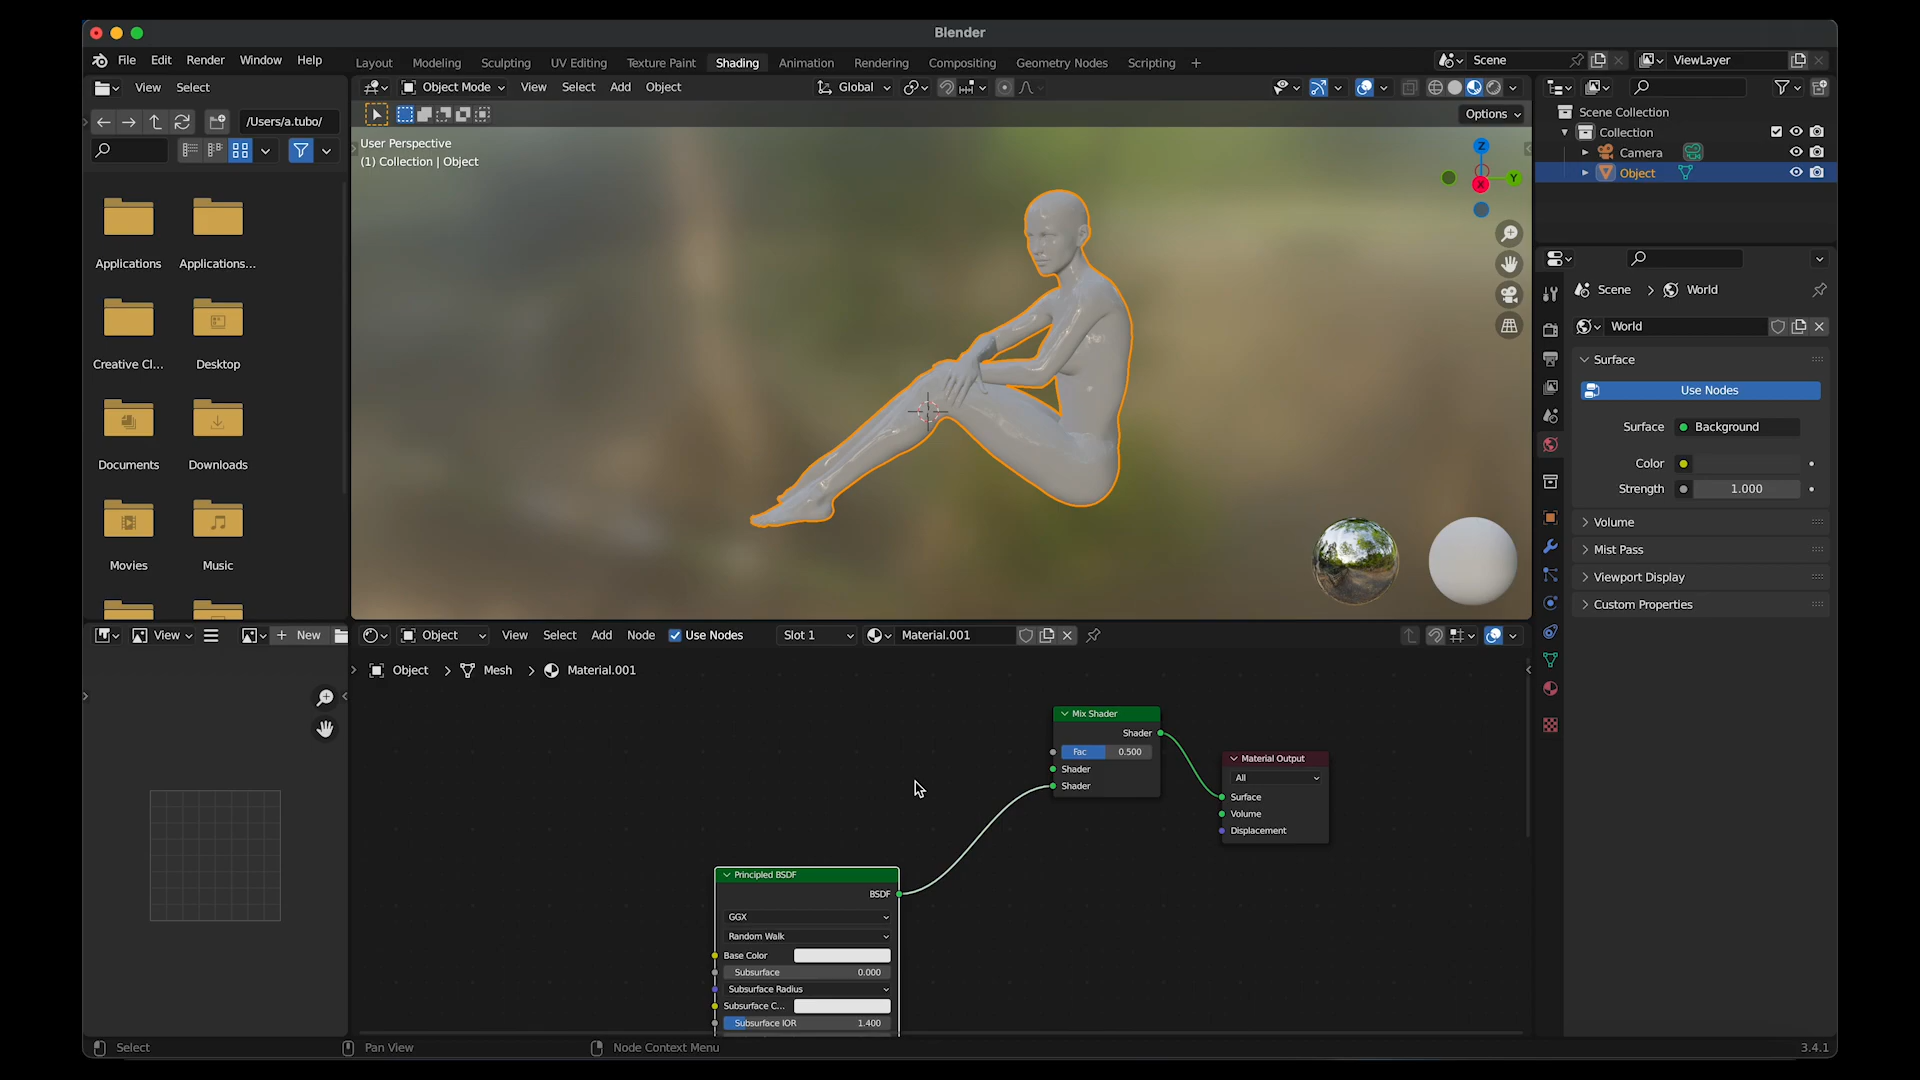 Blender
File Edit Render Window Help
Layout Modeling Sculpting UV Editing Texture Paint Shading Animation Rendering Compositing Geometry Nodes Scripting +
Scene
ViewLayer
View Select
Object Mode View Select Add Object
Global
/Users/a.tubo/
Options
User Perspective
(1) Collection | Object
Z
Y
X
Scene Collection
Collection
Camera
Object
Applications
Applications...
Creative Cl...
Desktop
Documents
Downloads
Movies
Music
Scene > World
World
Surface
Use Nodes
Surface Background
Color
Strength 1.000
Volume
Mist Pass
Viewport Display
Custom Properties
View + New
Object View Select Add Node Use Nodes Slot 1 Material.001
Object > Mesh > Material.001
Mix Shader
Shader
Fac 0.500
Shader
Shader
Material Output
All
Surface
Volume
Displacement
Principled BSDF
BSDF
GGX
Random Walk
Base Color
Subsurface 0.000
Subsurface Radius
Subsurface C...
Subsurface IOR 1.400
Select Pan View Node Context Menu 3.4.1